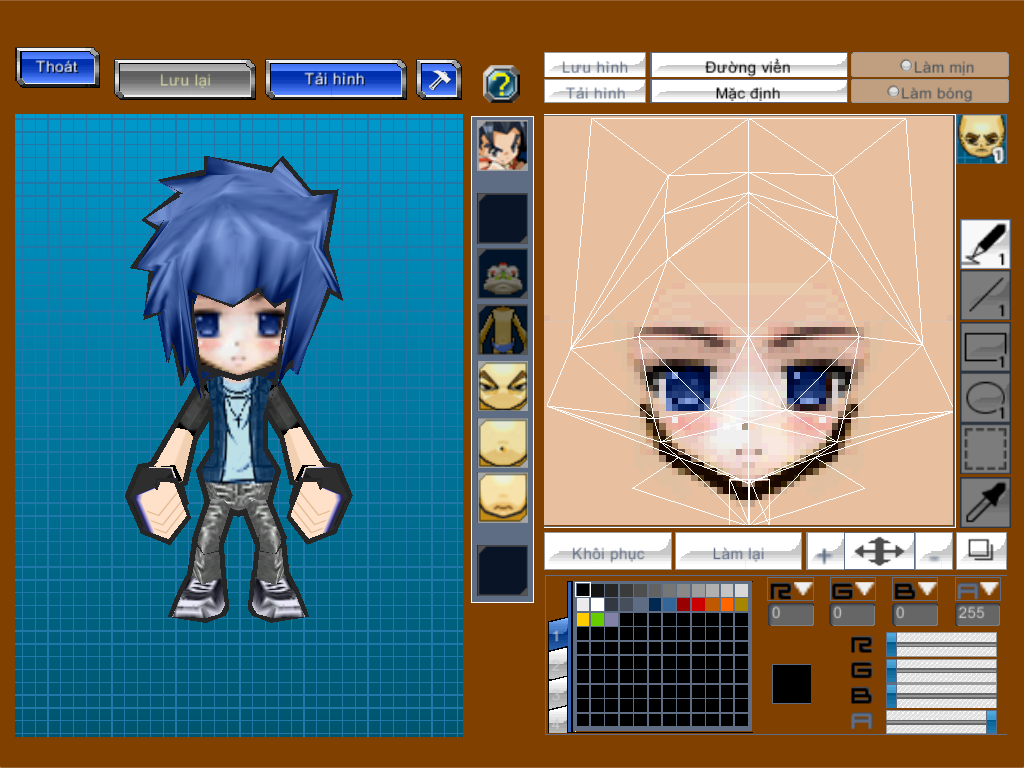 Thoát
Lưu lại
Tải hình
?
Lưu hình
Đường viền
Làm mịn
Tải hình
Mặc định
Làm bóng
1
1
1
1
1
Khôi phục
Làm lại
+
-
R
G
B
A
0
0
0
255
1
R
G
B
A